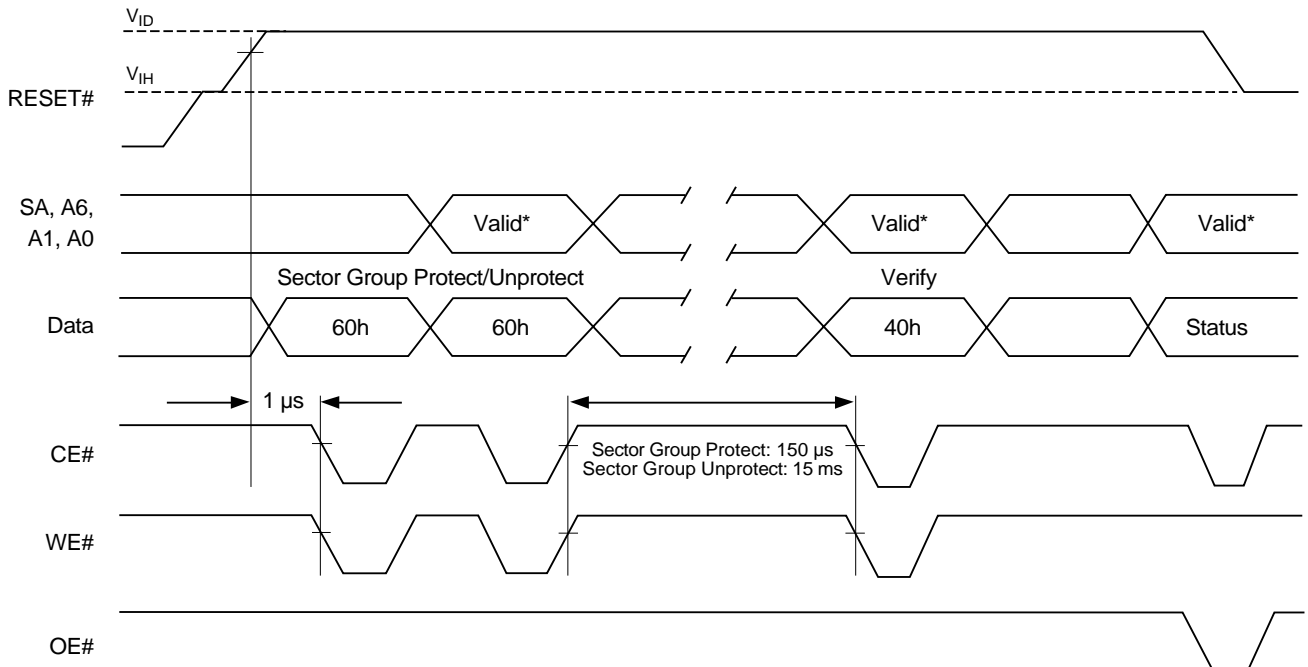 VID
VIH
RESET#
SA, A6,
A1, A0
Valid*
Valid*
Valid*
Sector Group Protect/Unprotect
Verify
Data
60h
60h
40h
Status
1 µs
CE#
Sector Group Protect: 150 µs
Sector Group Unprotect: 15 ms
WE#
OE#